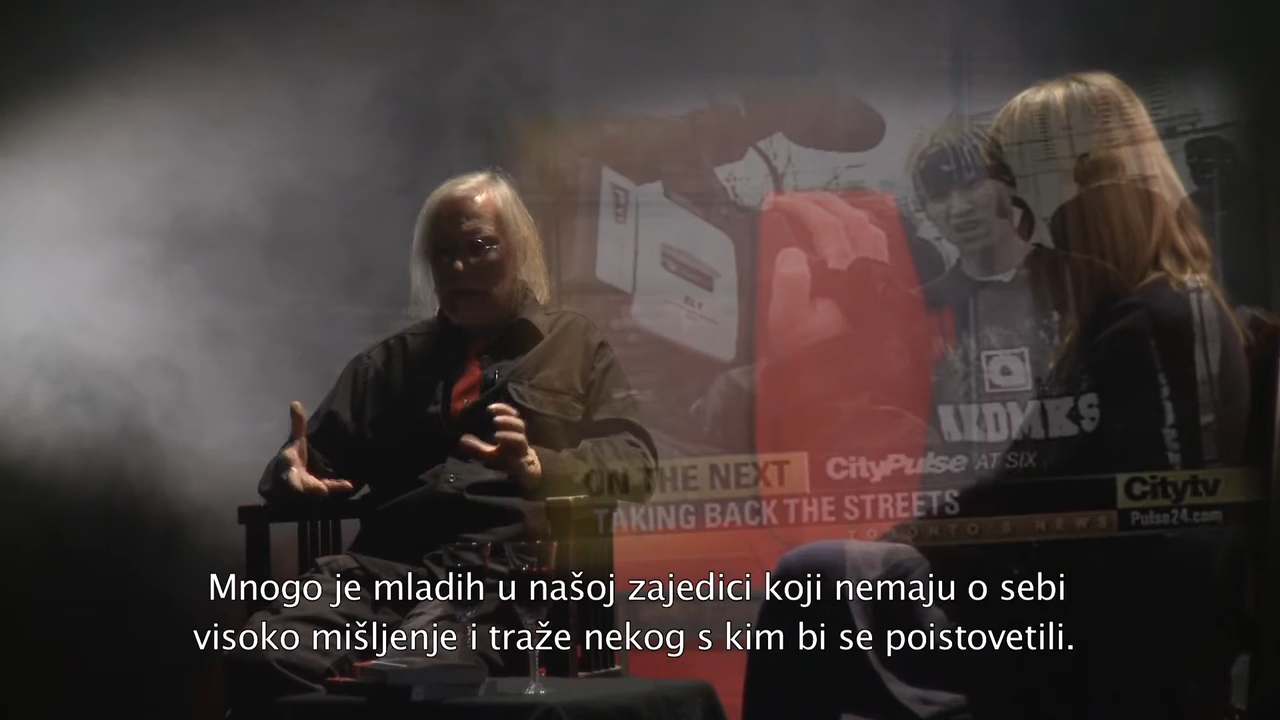 AKDMKS
ON THE NEXT CityPulse AT SIX
Citytv
TAKING BACK THE STREETS
Pulse24.com
TORONTO'S NEWS
Mnogo je mladih u našoj zajedici koji nemaju o sebi
visoko mišljenje i traže nekog s kim bi se poistovetili.